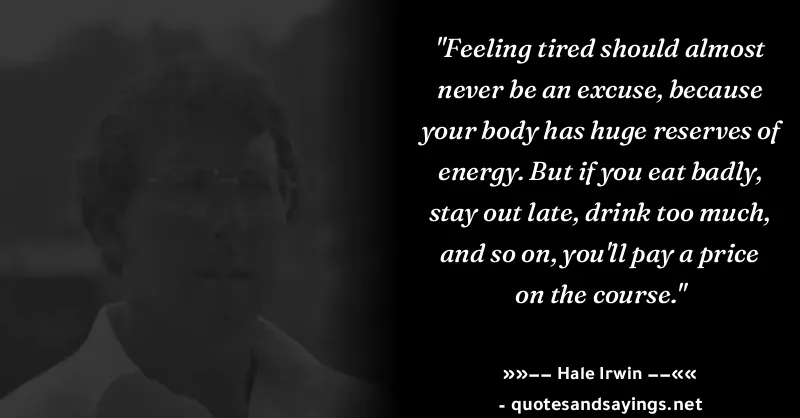 "Feeling tired should almost
never be an excuse, because
your body has huge reserves of
energy. But if you eat badly,
stay out late, drink too much,
and so on, you'll pay a price
on the course."
»»−− Hale Irwin −−««
- quotesandsayings.net